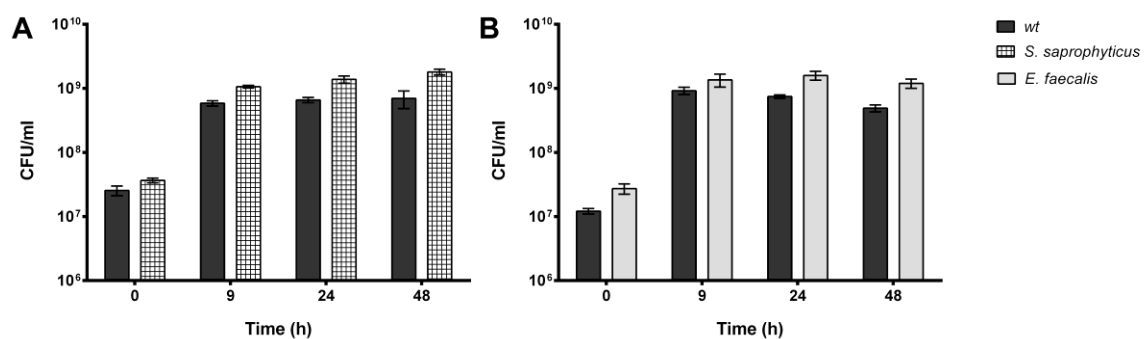 A
CFU/ml
10¹⁰
10⁹
10⁸
10⁷
10⁶
0 9 24 48
Time (h)
B
CFU/ml
10¹⁰
10⁹
10⁸
10⁷
10⁶
0 9 24 48
Time (h)
wt
S. saprophyticus
E. faecalis